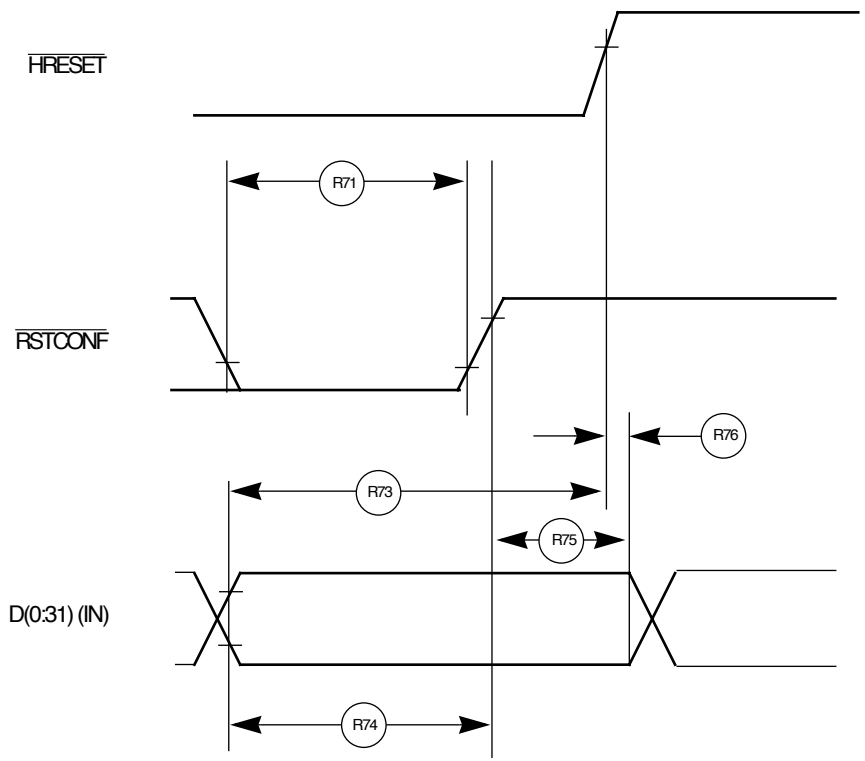 HRESET
R71
RSTCONF
R76
R73
R75
D(0:31) (IN)
R74